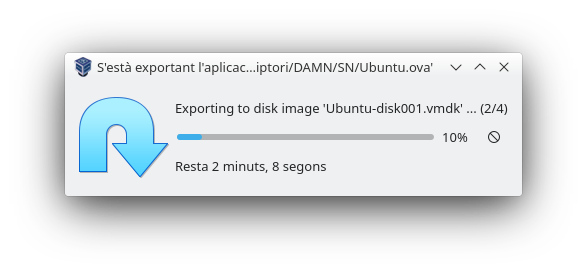 S'està exportant l'aplicac...iptori/DAMN/SN/Ubuntu.ova'
Exporting to disk image 'Ubuntu-disk001.vmdk' ... (2/4)
10%
Resta 2 minuts, 8 segons